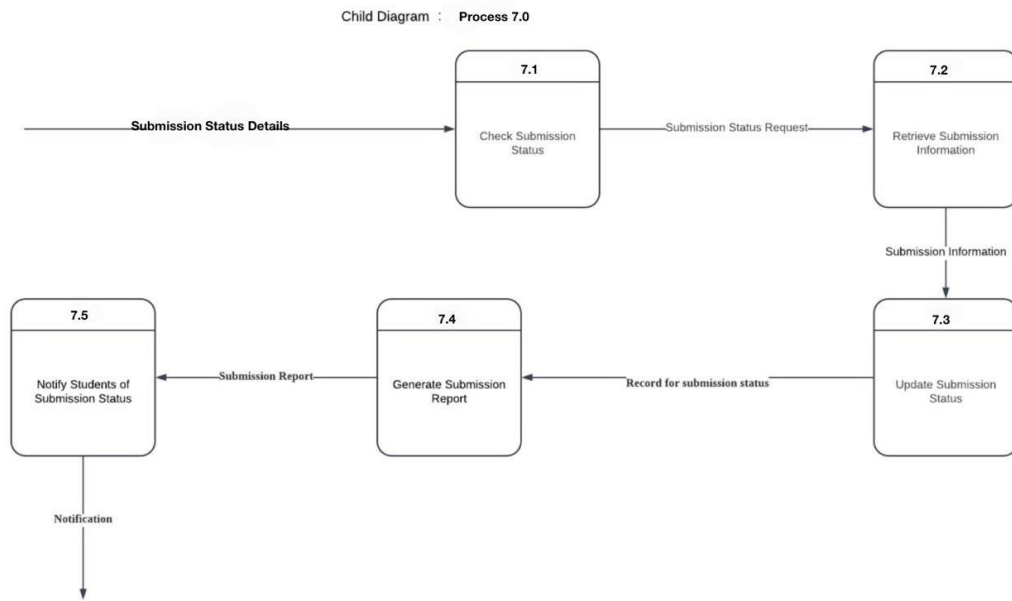 Child Diagram : Process 7.0
7.1
Check Submission
Status
7.2
Retrieve Submission
Information
Submission Status Details
Submission Status Request
Submission Information
7.5
Notify Students of
Submission Status
7.4
Generate Submission
Report
7.3
Update Submission
Status
Submission Report
Record for submission status
Notification